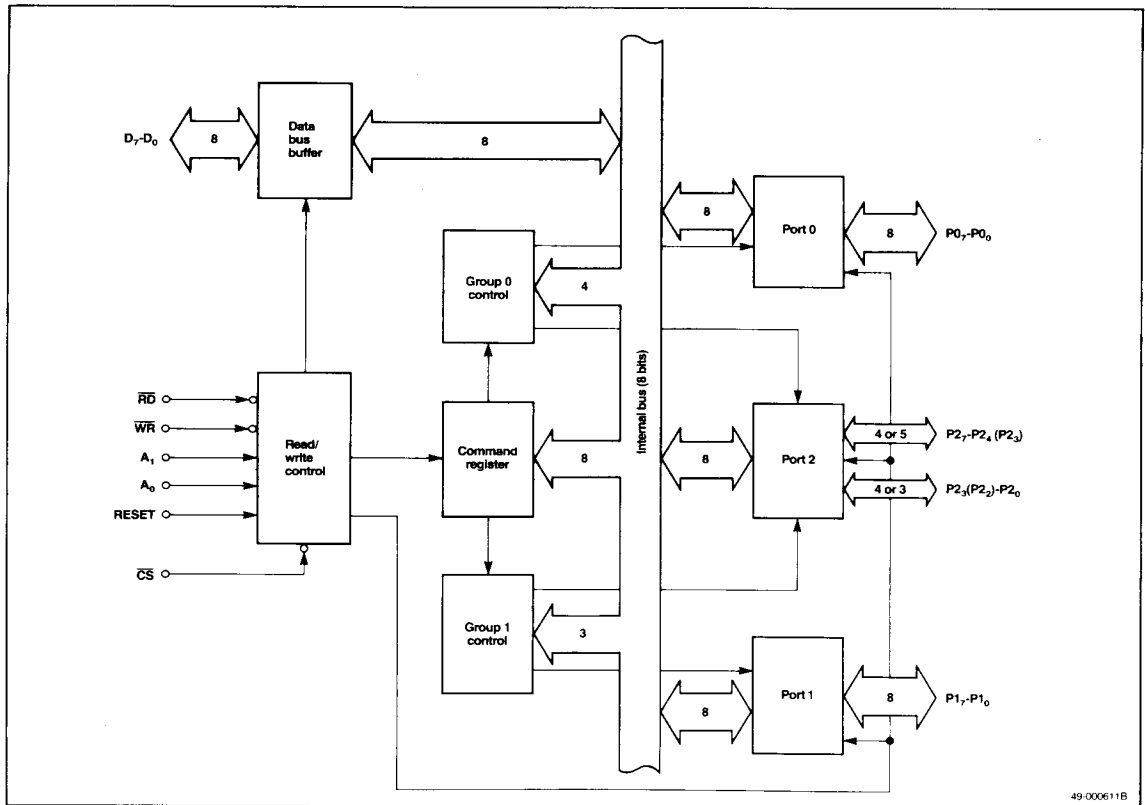 Data
bus
buffer
D₇-D₀
8
8
8
Port 0
8
P0₇-P0₀
Group 0
control
4
Internal bus (8 bits)
R̅D̅
W̅R̅
A₁
A₀
RESET
C̅S̅
Read/
write
control
Command
register
8
8
Port 2
4 or 5
P2₇-P2₄ (P2₃)
4 or 3
P2₃(P2₂)-P2₀
Group 1
control
3
8
Port 1
8
P1₇-P1₀
49-000611B